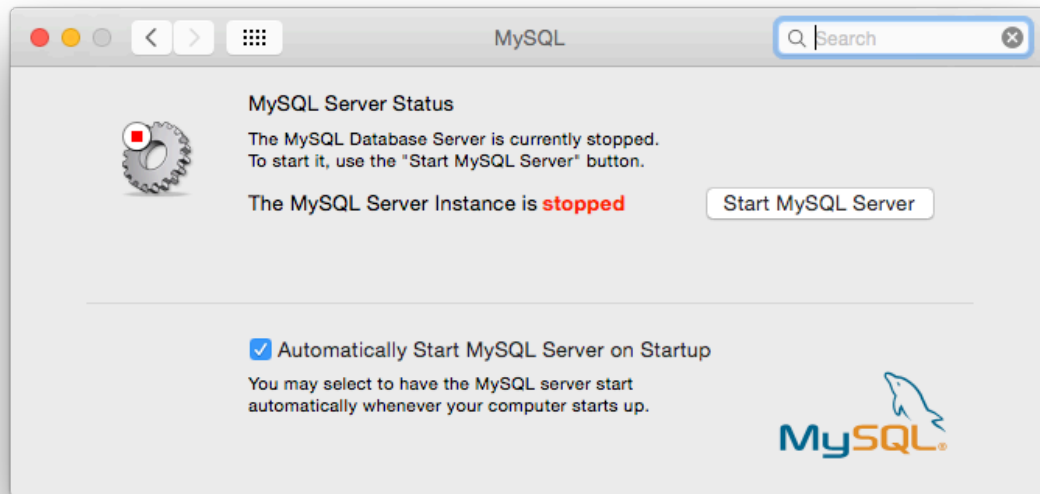 MySQL
Search
MySQL Server Status
The MySQL Database Server is currently stopped.
To start it, use the "Start MySQL Server" button.
The MySQL Server Instance is stopped
Start MySQL Server
Automatically Start MySQL Server on Startup
You may select to have the MySQL server start
automatically whenever your computer starts up.
MySQL®